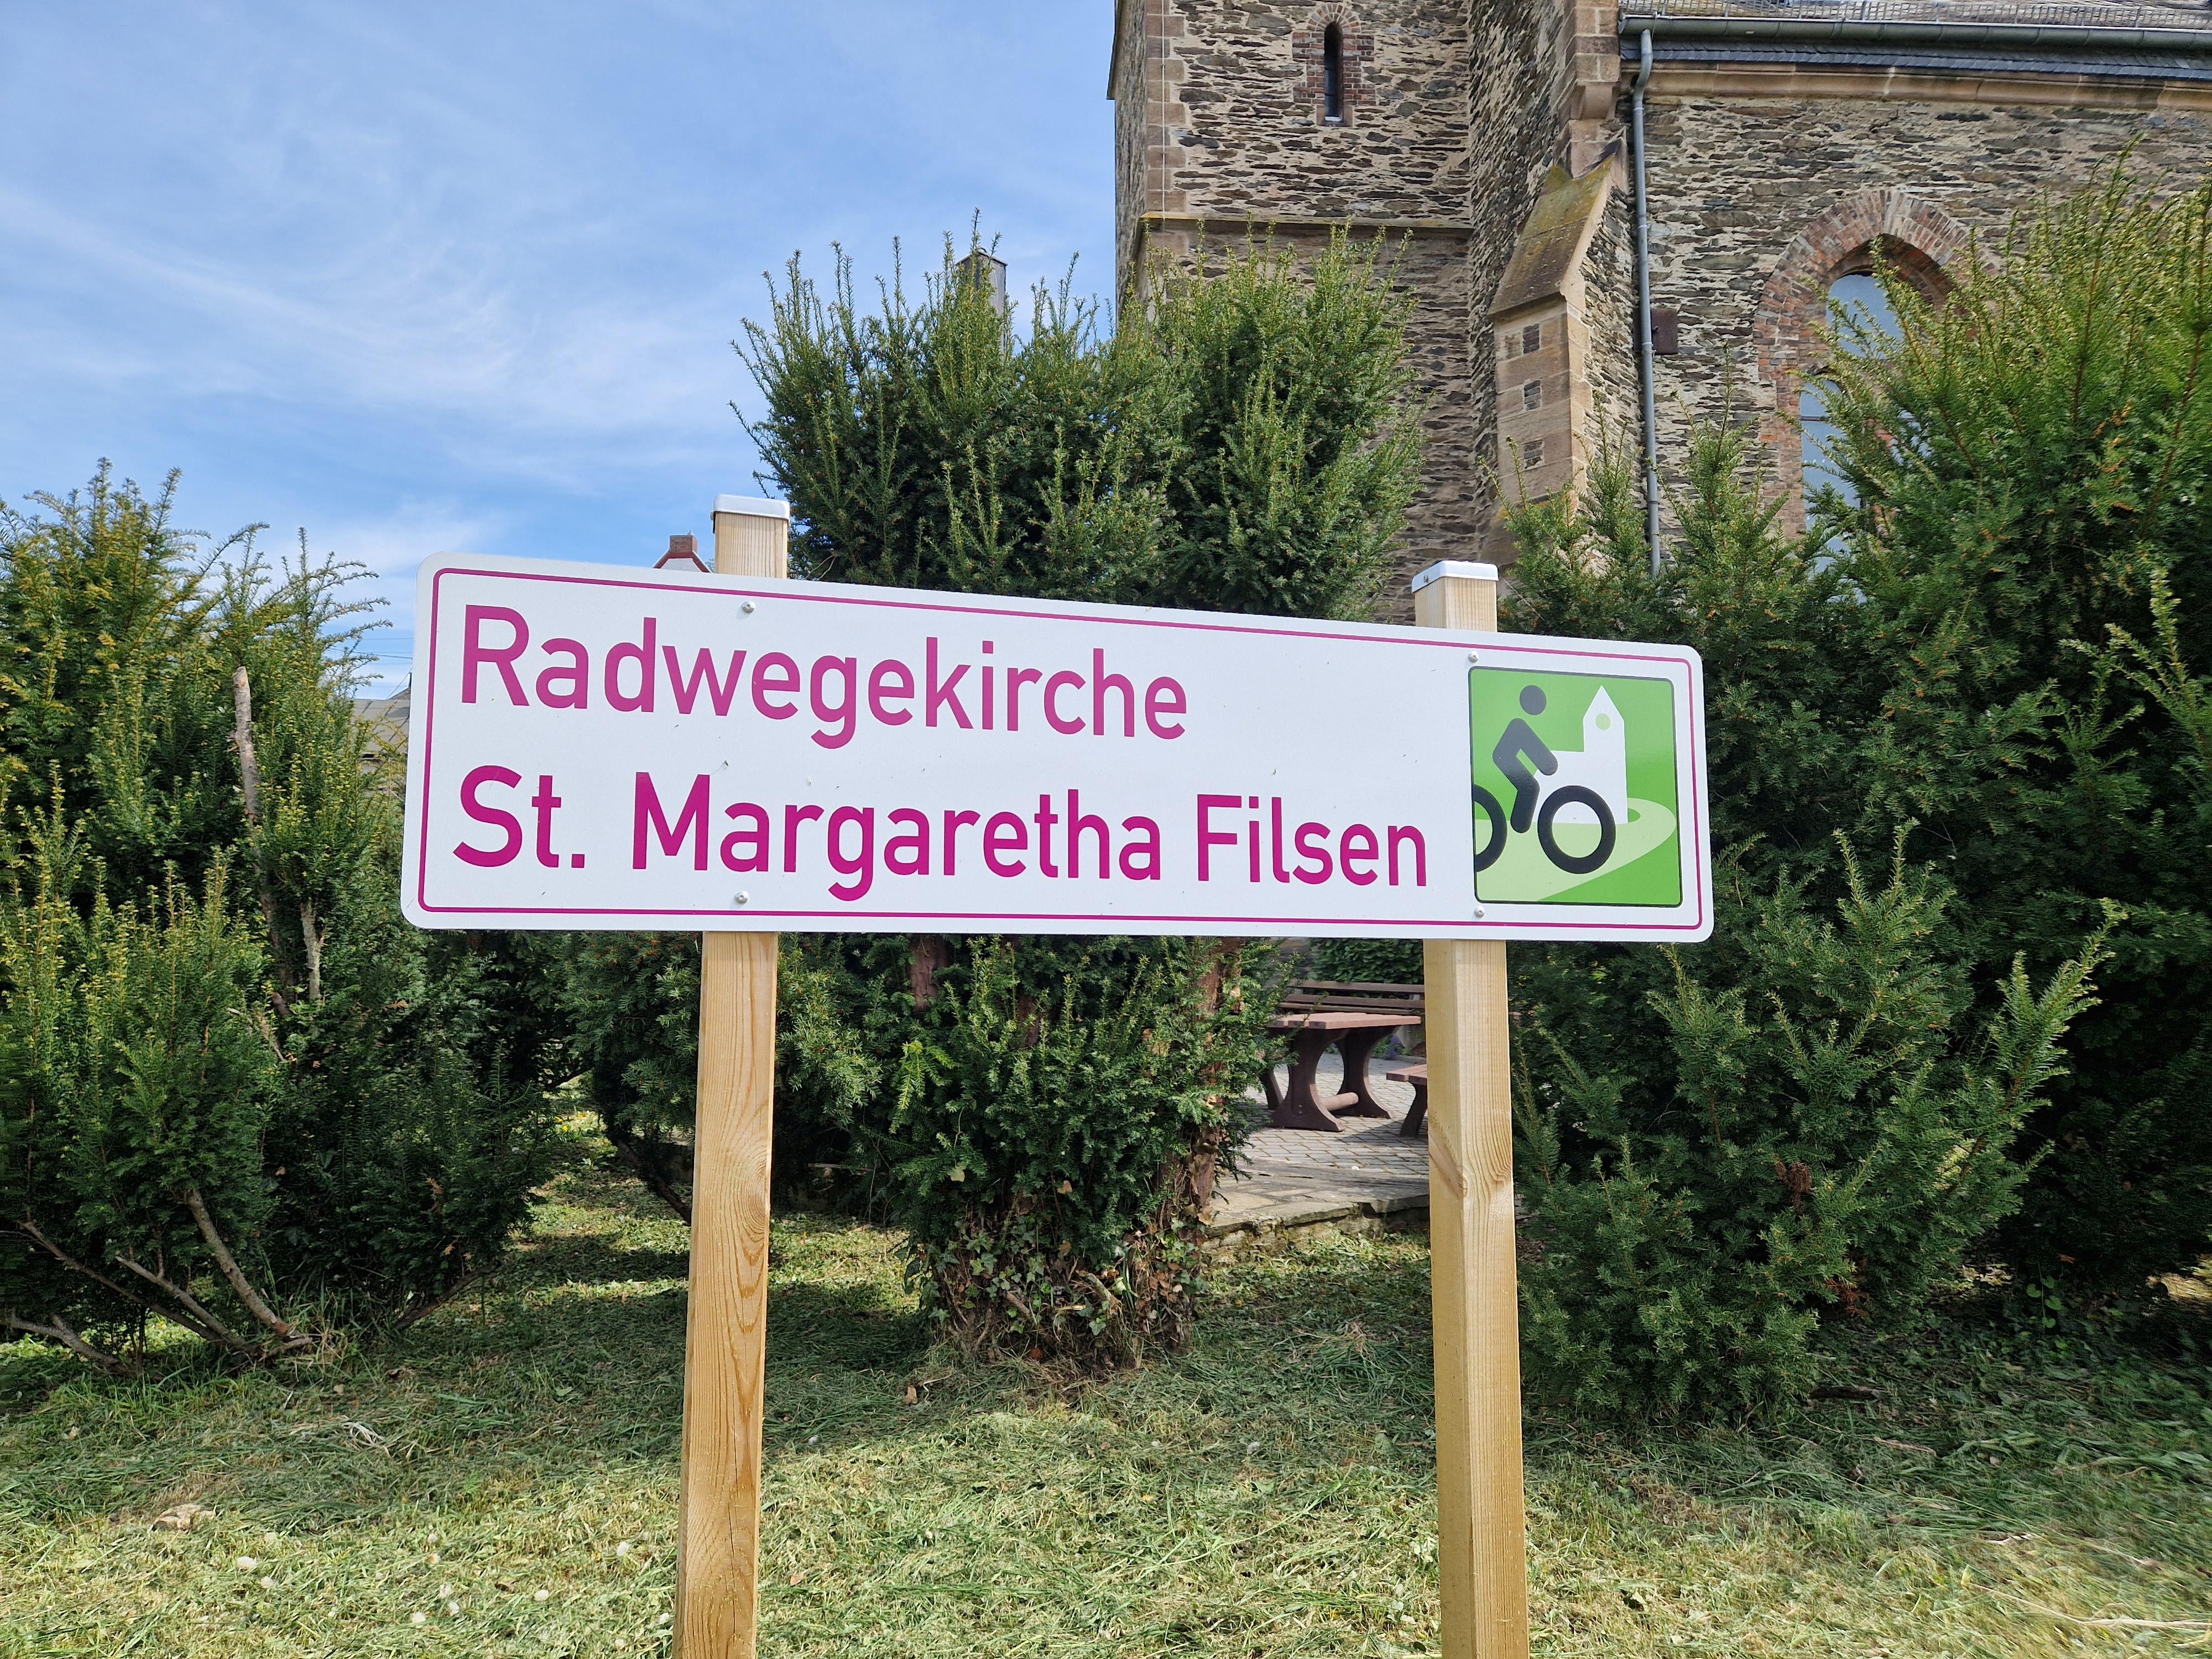 Radwegekirche
St. Margaretha Filsen